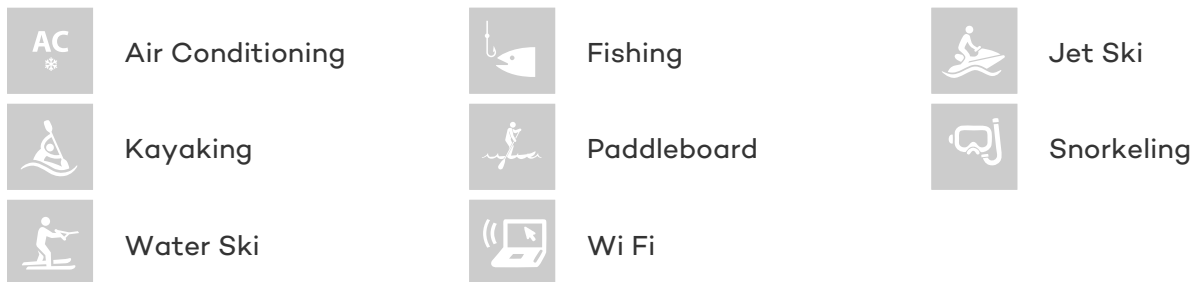 AC
Air Conditioning
Fishing
Jet Ski
Kayaking
Paddleboard
Snorkeling
Water Ski
Wi Fi